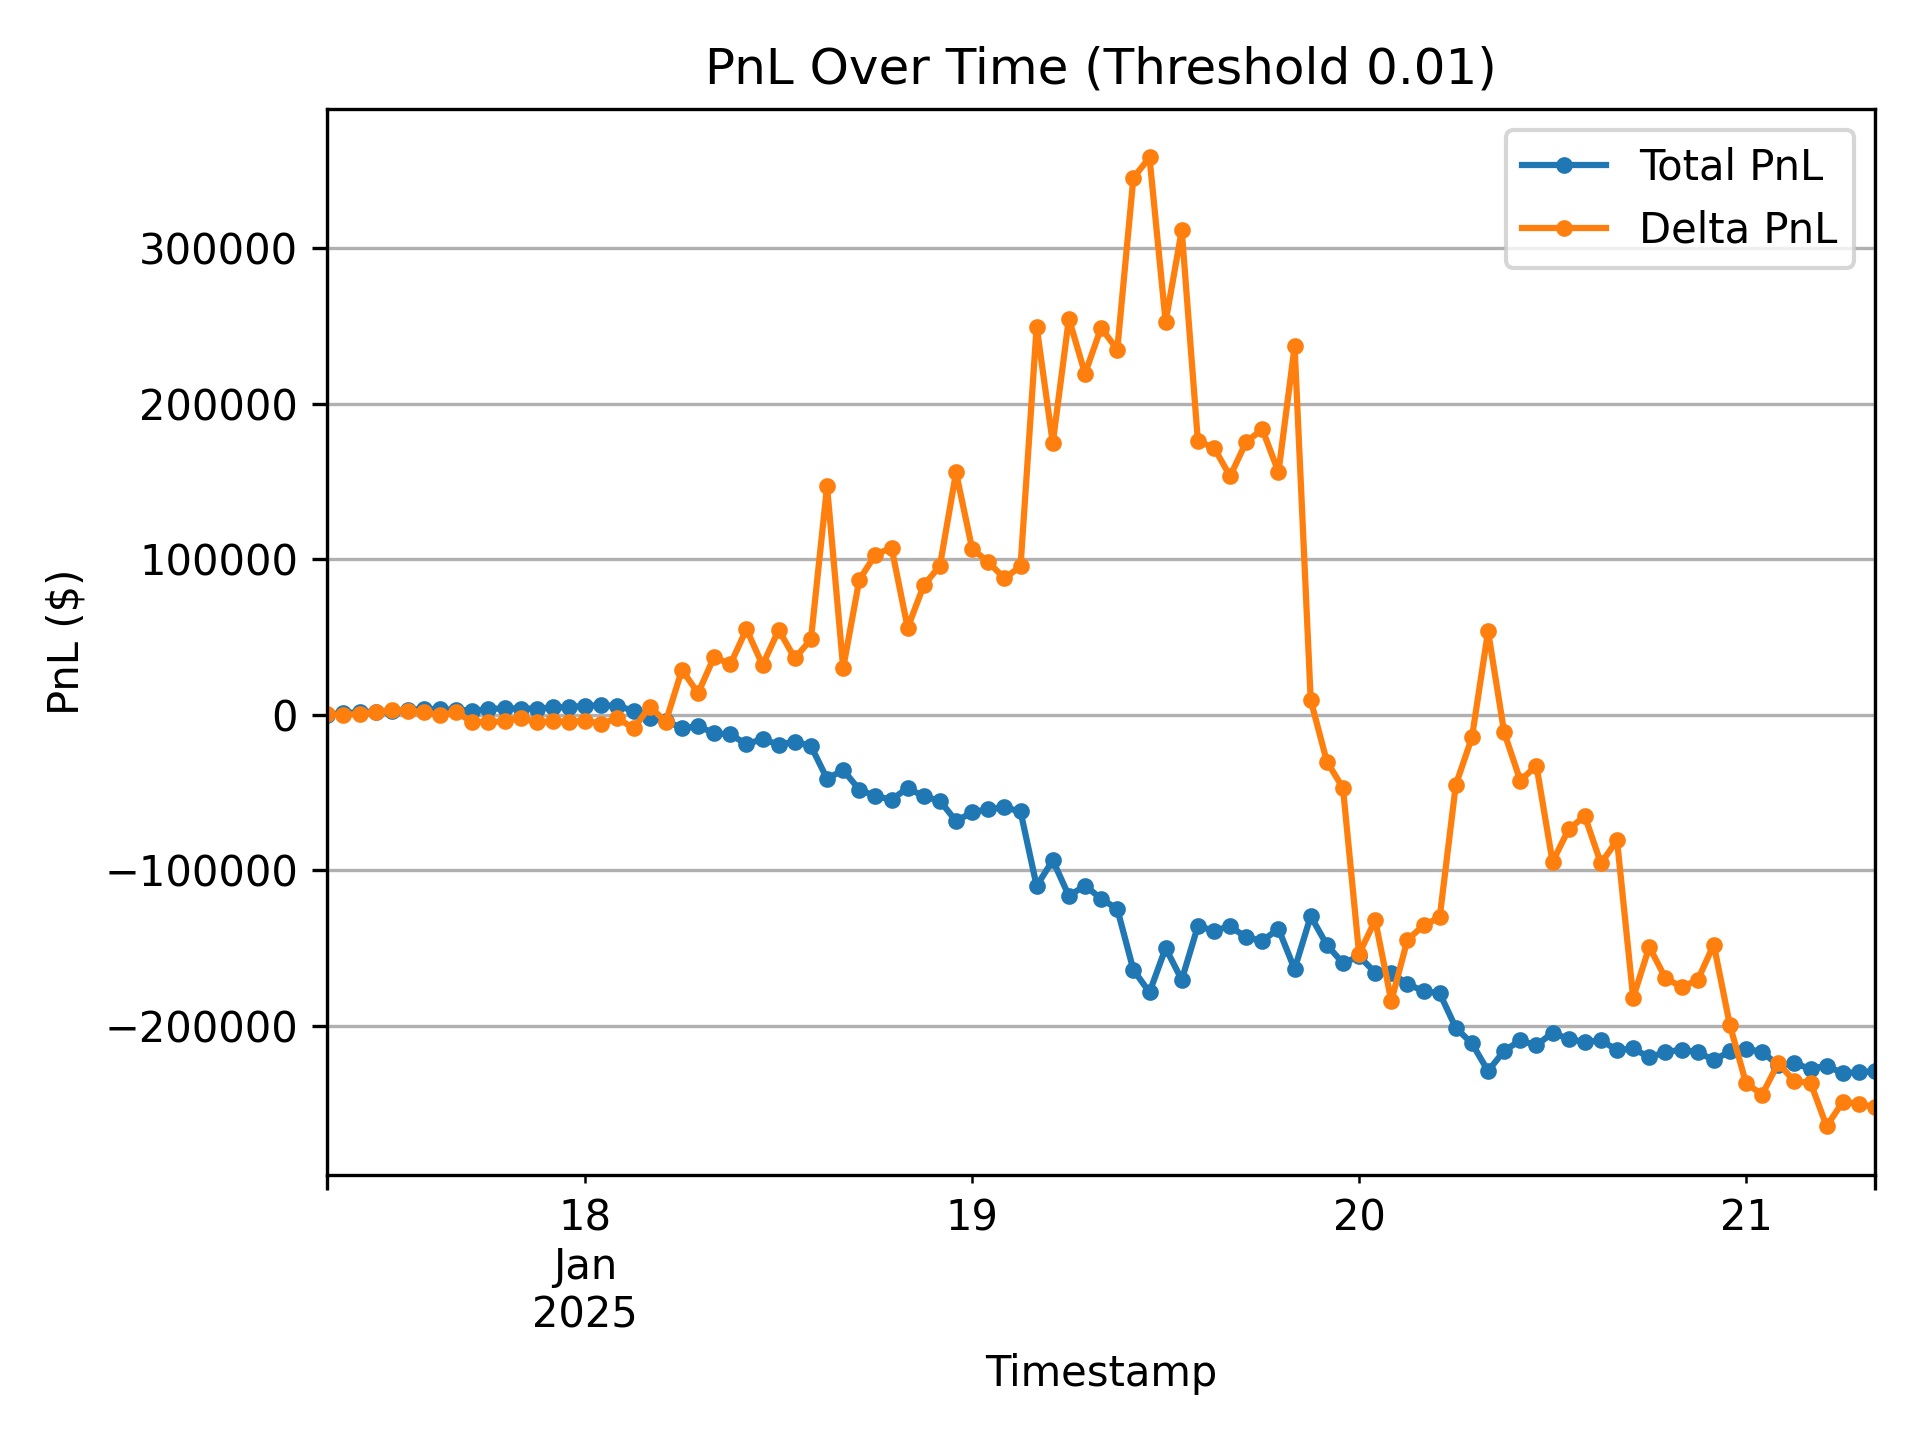 PnL Over Time (Threshold 0.01)
Total PnL
Delta PnL
PnL ($)
300000
200000
100000
0
−100000
−200000
18
Jan
2025
19
20
21
Timestamp